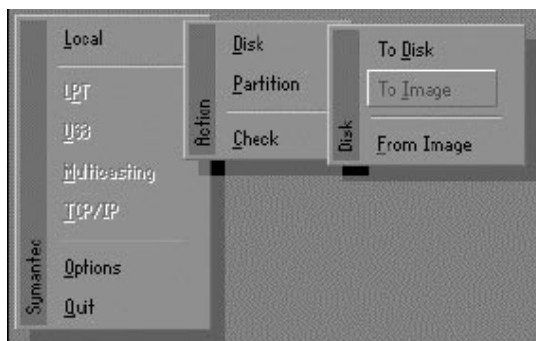 Local
LPT
USB
Multicasting
TCP/IP
Options
Quit
Symantec
Disk
Partition
Check
Action
To Disk
To Image
From Image
Disk